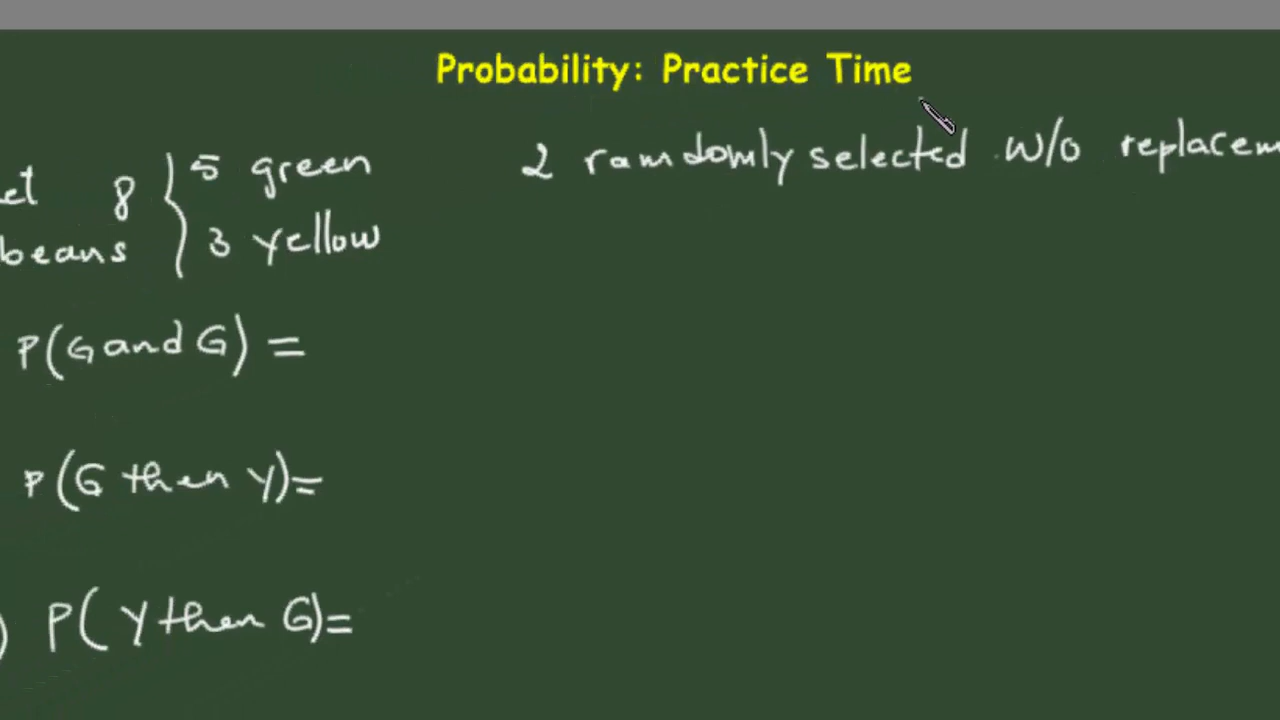 Probability: Practice Time
2 randomly selected w/o replacem
et 8 5 green
beans 3 yellow
P(G and G) =
P(G then Y)=
) P( Y then G)=